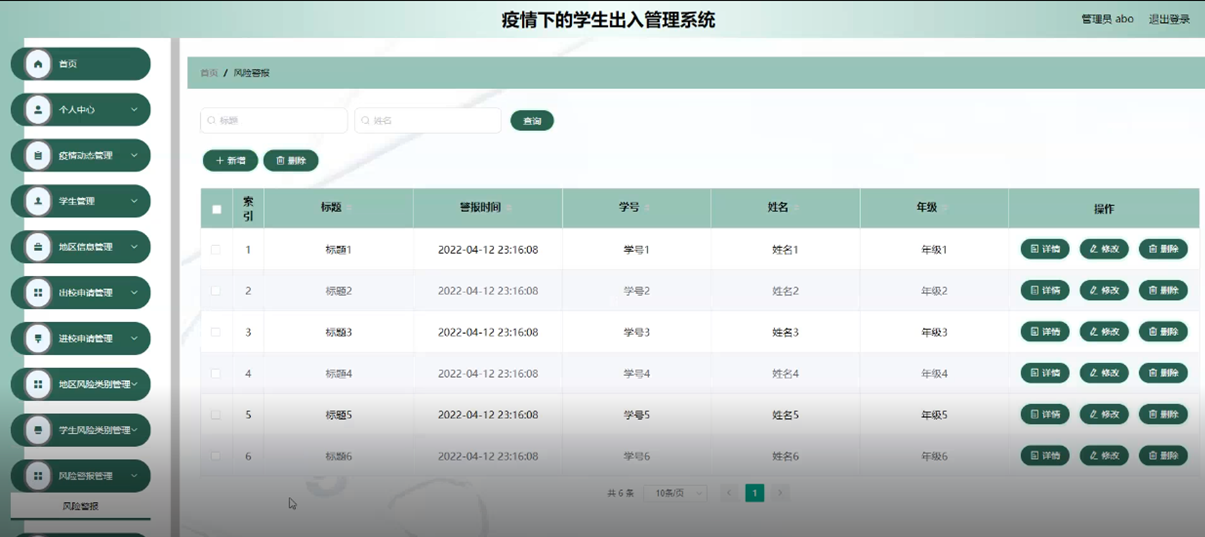 疫情下的学生出入管理系统
管理员 abo 退出登录
首页
个人中心
疫情动态管理
学生管理
地区信息管理
出校申请管理
进校申请管理
地区风险类别管理
学生风险类别管理
风险警报管理
风险警报
首页 / 风险警报
标题 姓名 查询
新增 删除
索引 标题 警报时间 学号 姓名 年级 操作
1 标题1 2022-04-12 23:16:08 学号1 姓名1 年级1 详情 修改 删除
2 标题2 2022-04-12 23:16:08 学号2 姓名2 年级2 详情 修改 删除
3 标题3 2022-04-12 23:16:08 学号3 姓名3 年级3 详情 修改 删除
4 标题4 2022-04-12 23:16:08 学号4 姓名4 年级4 详情 修改 删除
5 标题5 2022-04-12 23:16:08 学号5 姓名5 年级5 详情 修改 删除
6 标题6 2022-04-12 23:16:08 学号6 姓名6 年级6 详情 修改 删除
共 6 条 10条/页 1